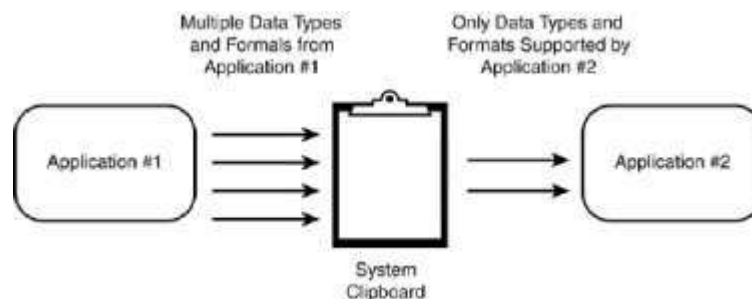 Multiple Data Types
and Formals from
Application #1
Only Data Types and
Formats Supported by
Application #2
Application #1
Application #2
System
Clipboard